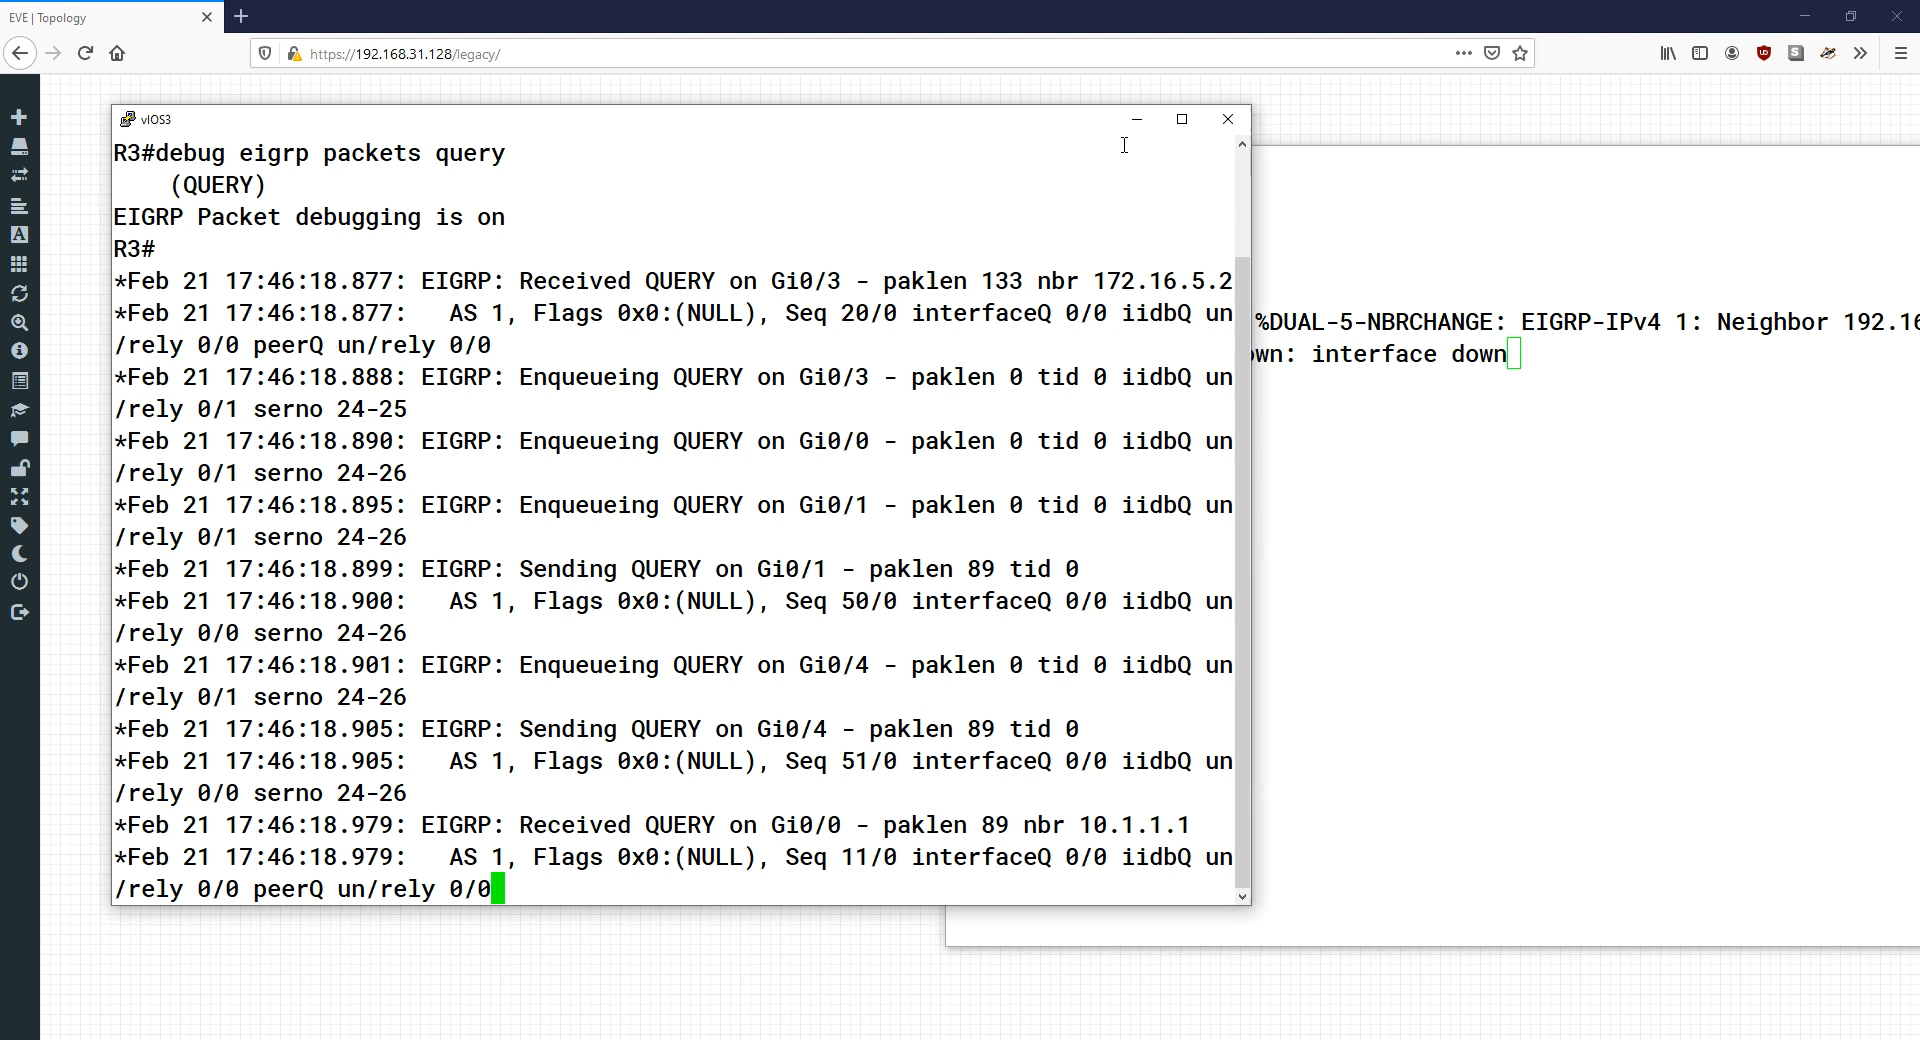 EVE | Topology
https://192.168.31.128/legacy/
vIOS3
R3#debug eigrp packets query
(QUERY)
EIGRP Packet debugging is on
R3#
*Feb 21 17:46:18.877: EIGRP: Received QUERY on Gi0/3 - paklen 133 nbr 172.16.5.2
*Feb 21 17:46:18.877:   AS 1, Flags 0x0:(NULL), Seq 20/0 interfaceQ 0/0 iidbQ un
/rely 0/0 peerQ un/rely 0/0
*Feb 21 17:46:18.888: EIGRP: Enqueueing QUERY on Gi0/3 - paklen 0 tid 0 iidbQ un
/rely 0/1 serno 24-25
*Feb 21 17:46:18.890: EIGRP: Enqueueing QUERY on Gi0/0 - paklen 0 tid 0 iidbQ un
/rely 0/1 serno 24-26
*Feb 21 17:46:18.895: EIGRP: Enqueueing QUERY on Gi0/1 - paklen 0 tid 0 iidbQ un
/rely 0/1 serno 24-26
*Feb 21 17:46:18.899: EIGRP: Sending QUERY on Gi0/1 - paklen 89 tid 0
*Feb 21 17:46:18.900:   AS 1, Flags 0x0:(NULL), Seq 50/0 interfaceQ 0/0 iidbQ un
/rely 0/0 serno 24-26
*Feb 21 17:46:18.901: EIGRP: Enqueueing QUERY on Gi0/4 - paklen 0 tid 0 iidbQ un
/rely 0/1 serno 24-26
*Feb 21 17:46:18.905: EIGRP: Sending QUERY on Gi0/4 - paklen 89 tid 0
*Feb 21 17:46:18.905:   AS 1, Flags 0x0:(NULL), Seq 51/0 interfaceQ 0/0 iidbQ un
/rely 0/0 serno 24-26
*Feb 21 17:46:18.979: EIGRP: Received QUERY on Gi0/0 - paklen 89 nbr 10.1.1.1
*Feb 21 17:46:18.979:   AS 1, Flags 0x0:(NULL), Seq 11/0 interfaceQ 0/0 iidbQ un
/rely 0/0 peerQ un/rely 0/0
%DUAL-5-NBRCHANGE: EIGRP-IPv4 1: Neighbor 192.16
wn: interface down